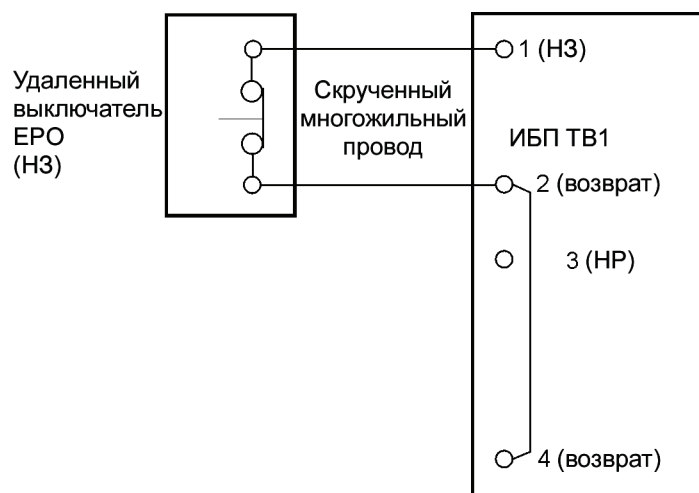 Удаленный
выключатель
EPO
(НЗ)
Скрученный
многожильный
провод
1 (НЗ)
ИБП TB1
2 (возврат)
3 (НР)
4 (возврат)